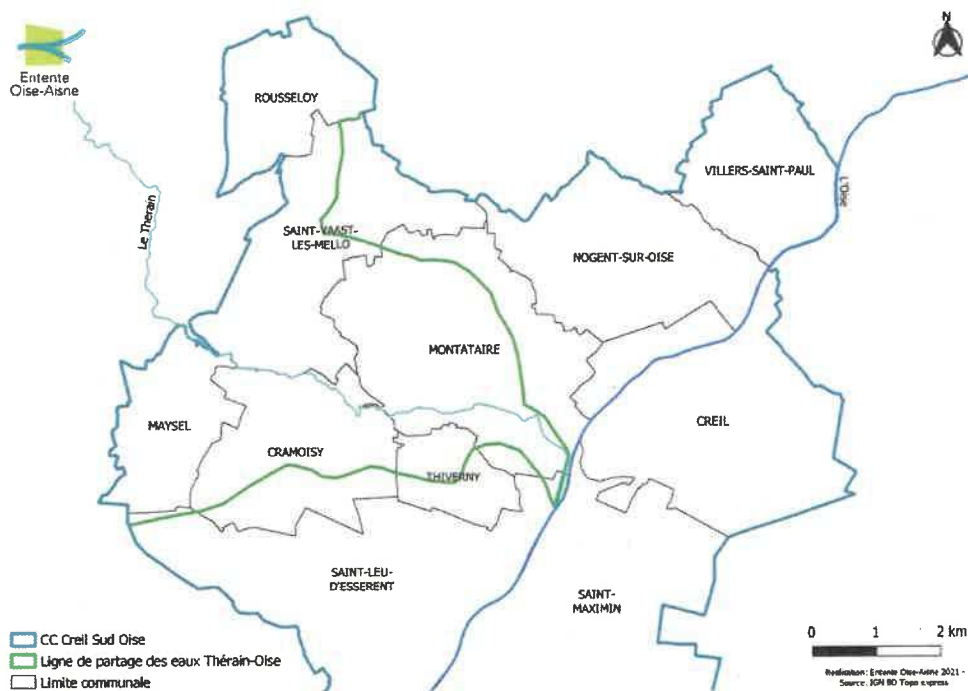 N
Entente
Oise-Aisne
ROUSSELOY
VILLERS-SAINT-PAUL
L'Oise
Le Thérain
SAINT-VAAST-
LES-MELLO
NOGENT-SUR-OISE
MONTATAIRE
MAYSEL
CRAMOISY
CREIL
THIVERNY
SAINT-LEU-
D'ESSERENT
SAINT-
MAXIMIN
CC Creil Sud Oise
Ligne de partage des eaux Thérain-Oise
Limite communale
0 1 2 km
Réalisation: Entente Oise-Aisne 2021 -
Source: IGN BD Topo express